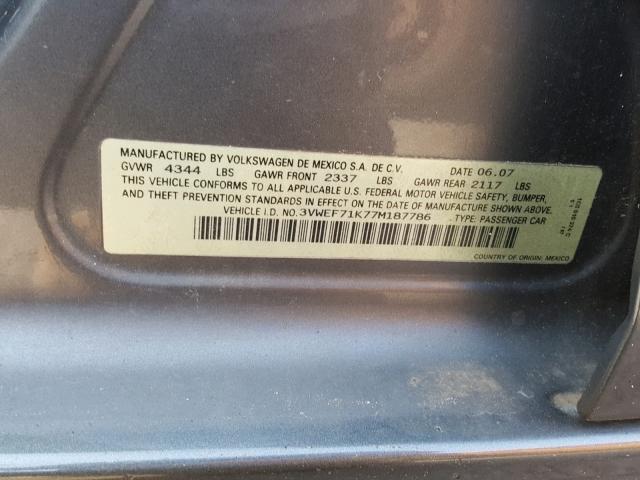 MANUFACTURED BY VOLKSWAGEN DE MEXICO S.A. DE C.V. DATE 06.07
GVWR 4344 LBS GAWR FRONT 2337 LBS GAWR REAR 2117 LBS
THIS VEHICLE CONFORMS TO ALL APPLICABLE U.S. FEDERAL MOTOR VEHICLE SAFETY, BUMPER,
AND THEFT PREVENTION STANDARDS IN EFFECT ON THE DATE OF MANUFACTURE SHOWN ABOVE.
VEHICLE I.D. NO. 3VWEF71K77M187786 TYPE: PASSENGER CAR
COUNTRY OF ORIGIN: MEXICO